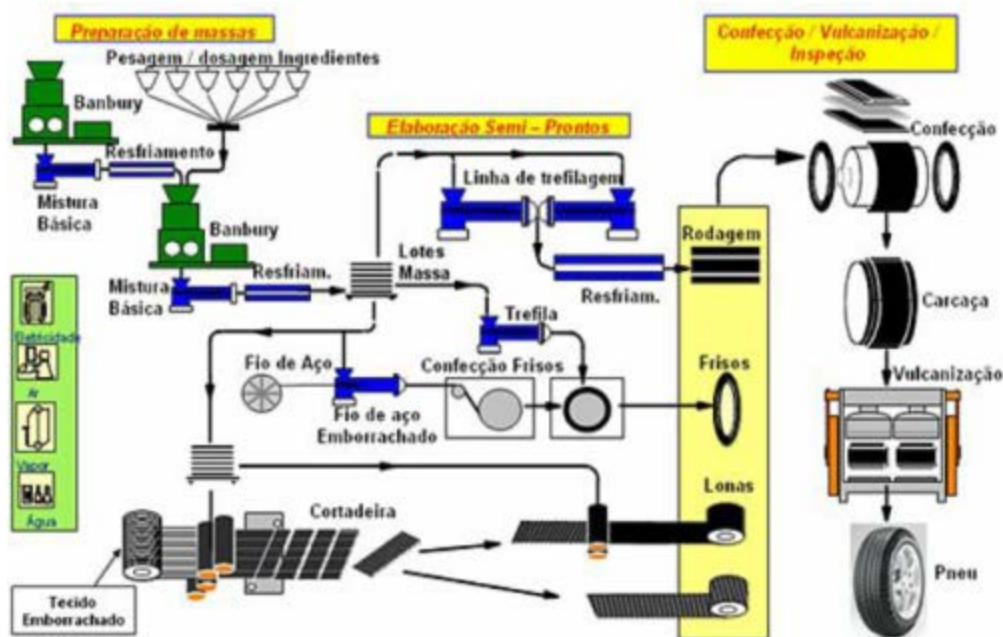 Preparação de massas
Pesagem / dosagem Ingredientes
Banbury
Resfriamento
Mistura
Básica
Banbury
Mistura
Básica
Resfriam.
Elaboração Semi – Prontos
Linha de trefilagem
Lotes
Massa
Resfriam.
Trefila
Fio de Aço
Confecção Frisos
Fio de aço
Emborrachado
Cortadeira
Tecido
Emborrachado
Eletricidade
Ar
Vapor
Água
Rodagem
Frisos
Lonas
Confecção / Vulcanização /
Inspeção
Confecção
Carcaça
Vulcanização
Pneu